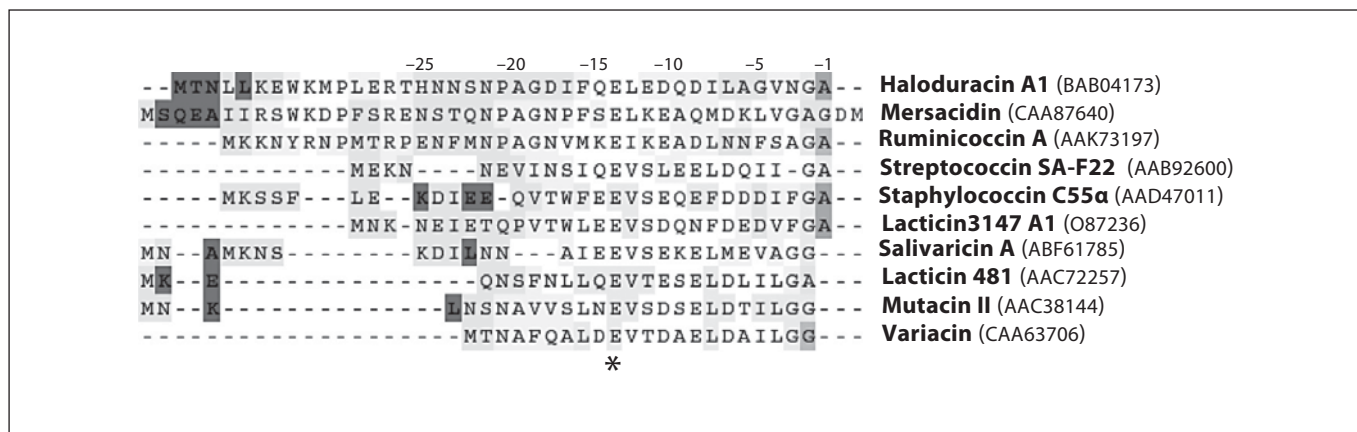 −25 −20 −15 −10 −5 −1
--MTNLLKEWKMPLERTHNNSNPAGDIFQELEDQDILAGVNGA-- Haloduracin A1 (BAB04173)
MSQEAIIRSWKDPFSRENSTQNPAGNPFSELKEAQMDKLVGAGDM Mersacidin (CAA87640)
-----MKKNYRNPMTRPENFMNPAGNVMKEIKEADLNNFSAGA-- Ruminicoccin A (AAK73197)
-------------MEKN----NEVINSIQEVSLEELDQII-GA-- Streptococcin SA-F22 (AAB92600)
-----MKSSF---LE--KDIEE-QVTWFEEVSEQEFDDDIFGA-- Staphylococcin C55α (AAD47011)
-------------MNK-NEIETQPVTWLEEVSDQNFDEDVFGA-- Lacticin3147 A1 (O87236)
MN--AMKNS--------KDILNN---AIEEVSEKELMEVAGG--- Salivaricin A (ABF61785)
MK--E----------------QNSFNLLQEVTESELDLILGA--- Lacticin 481 (AAC72257)
MN--K--------------LNSNAVVSLNEVSDSELDTILGG--- Mutacin II (AAC38144)
--------------------MTNAFQALDEVTDAELDAILGG--- Variacin (CAA63706)
*